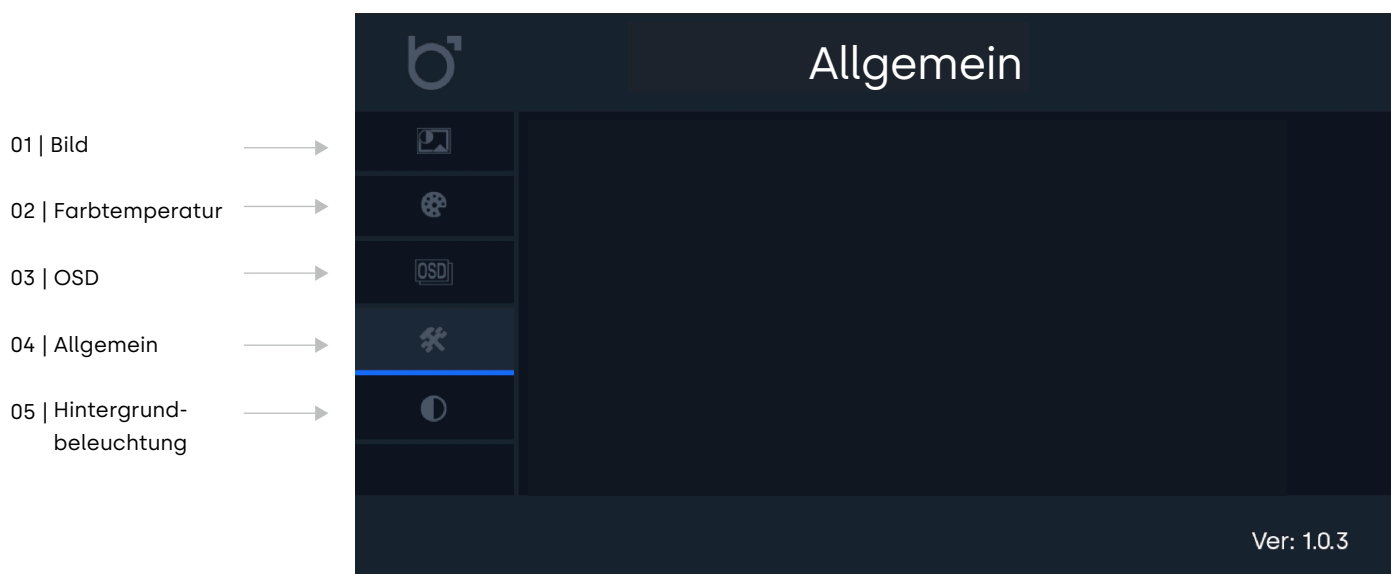 Allgemein
01 | Bild
02 | Farbtemperatur
03 | OSD
OSD
04 | Allgemein
05 | Hintergrund-
beleuchtung
Ver: 1.0.3